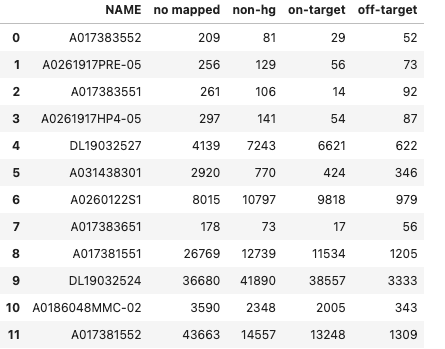 NAME no mapped non-hg on-target off-target
0 A017383552 209 81 29 52
1 A0261917PRE-05 256 129 56 73
2 A017383551 261 106 14 92
3 A0261917HP4-05 297 141 54 87
4 DL19032527 4139 7243 6621 622
5 A031438301 2920 770 424 346
6 A0260122S1 8015 10797 9818 979
7 A017383651 178 73 17 56
8 A017381551 26769 12739 11534 1205
9 DL19032524 36680 41890 38557 3333
10 A0186048MMC-02 3590 2348 2005 343
11 A017381552 43663 14557 13248 1309